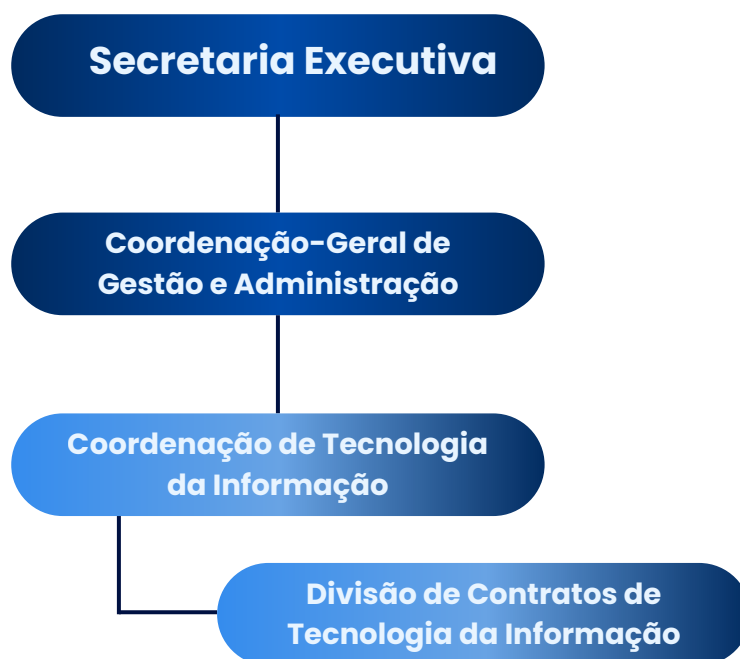 Secretaria Executiva
Coordenação-Geral de
Gestão e Administração
Coordenação de Tecnologia
da Informação
Divisão de Contratos de
Tecnologia da Informação